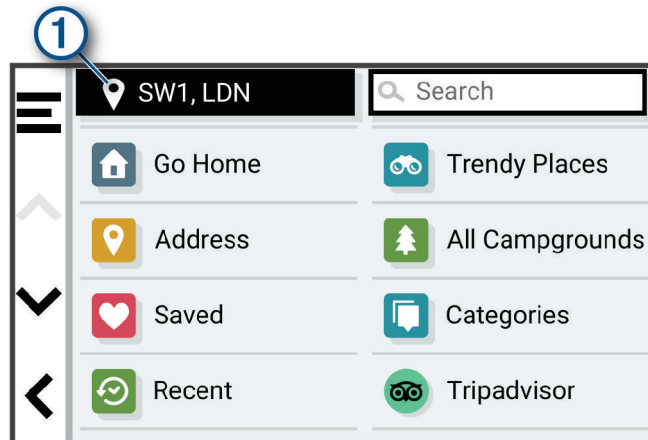 1
SW1, LDN
Search
Go Home
Trendy Places
Address
All Campgrounds
Saved
Categories
Recent
Tripadvisor